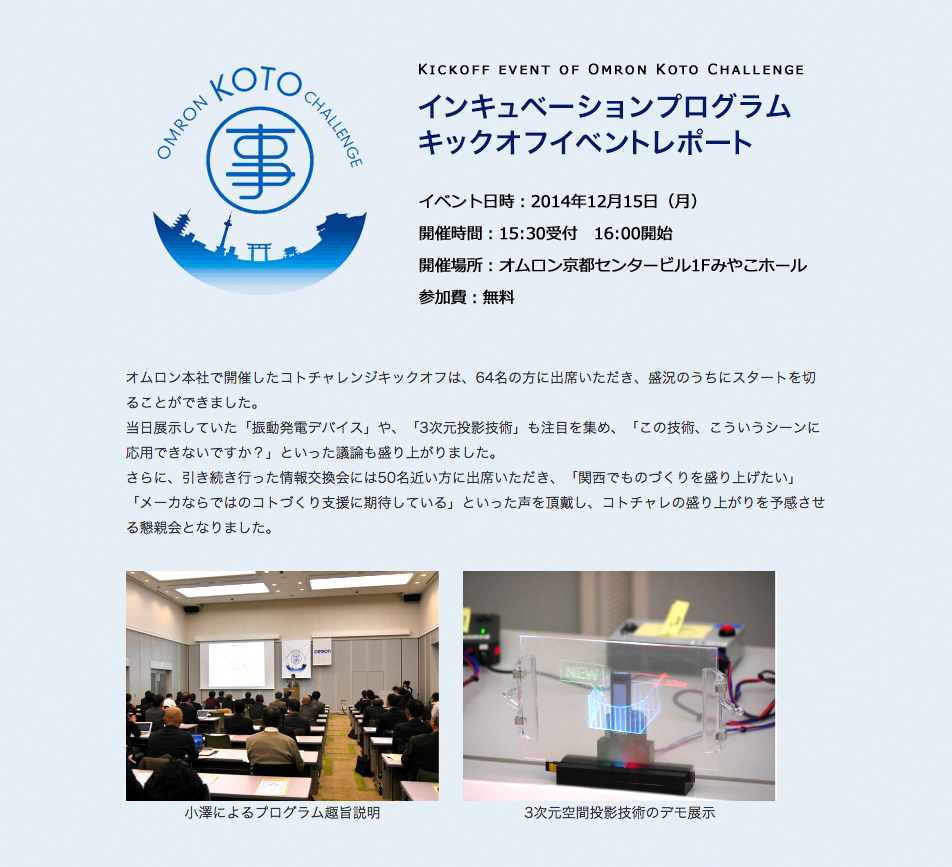 OMRON KOTO CHALLENGE
事
KICKOFF EVENT OF OMRON KOTO CHALLENGE
インキュベーションプログラム
キックオフイベントレポート
イベント日時：2014年12月15日（月）
開催時間：15:30受付　16:00開始
開催場所：オムロン京都センタービル1Fみやこホール
参加費：無料
オムロン本社で開催したコトチャレンジキックオフは、64名の方に出席いただき、盛況のうちにスタートを切
ることができました。
当日展示していた「振動発電デバイス」や、「3次元投影技術」も注目を集め、「この技術、こういうシーンに
応用できないですか？」といった議論も盛り上がりました。
さらに、引き続き行った情報交換会には50名近い方に出席いただき、「関西でものづくりを盛り上げたい」
「メーカならではのコトづくり支援に期待している」といった声を頂戴し、コトチャレの盛り上がりを予感させ
る懇親会となりました。
OMRON
NEW
小澤によるプログラム趣旨説明
3次元空間投影技術のデモ展示